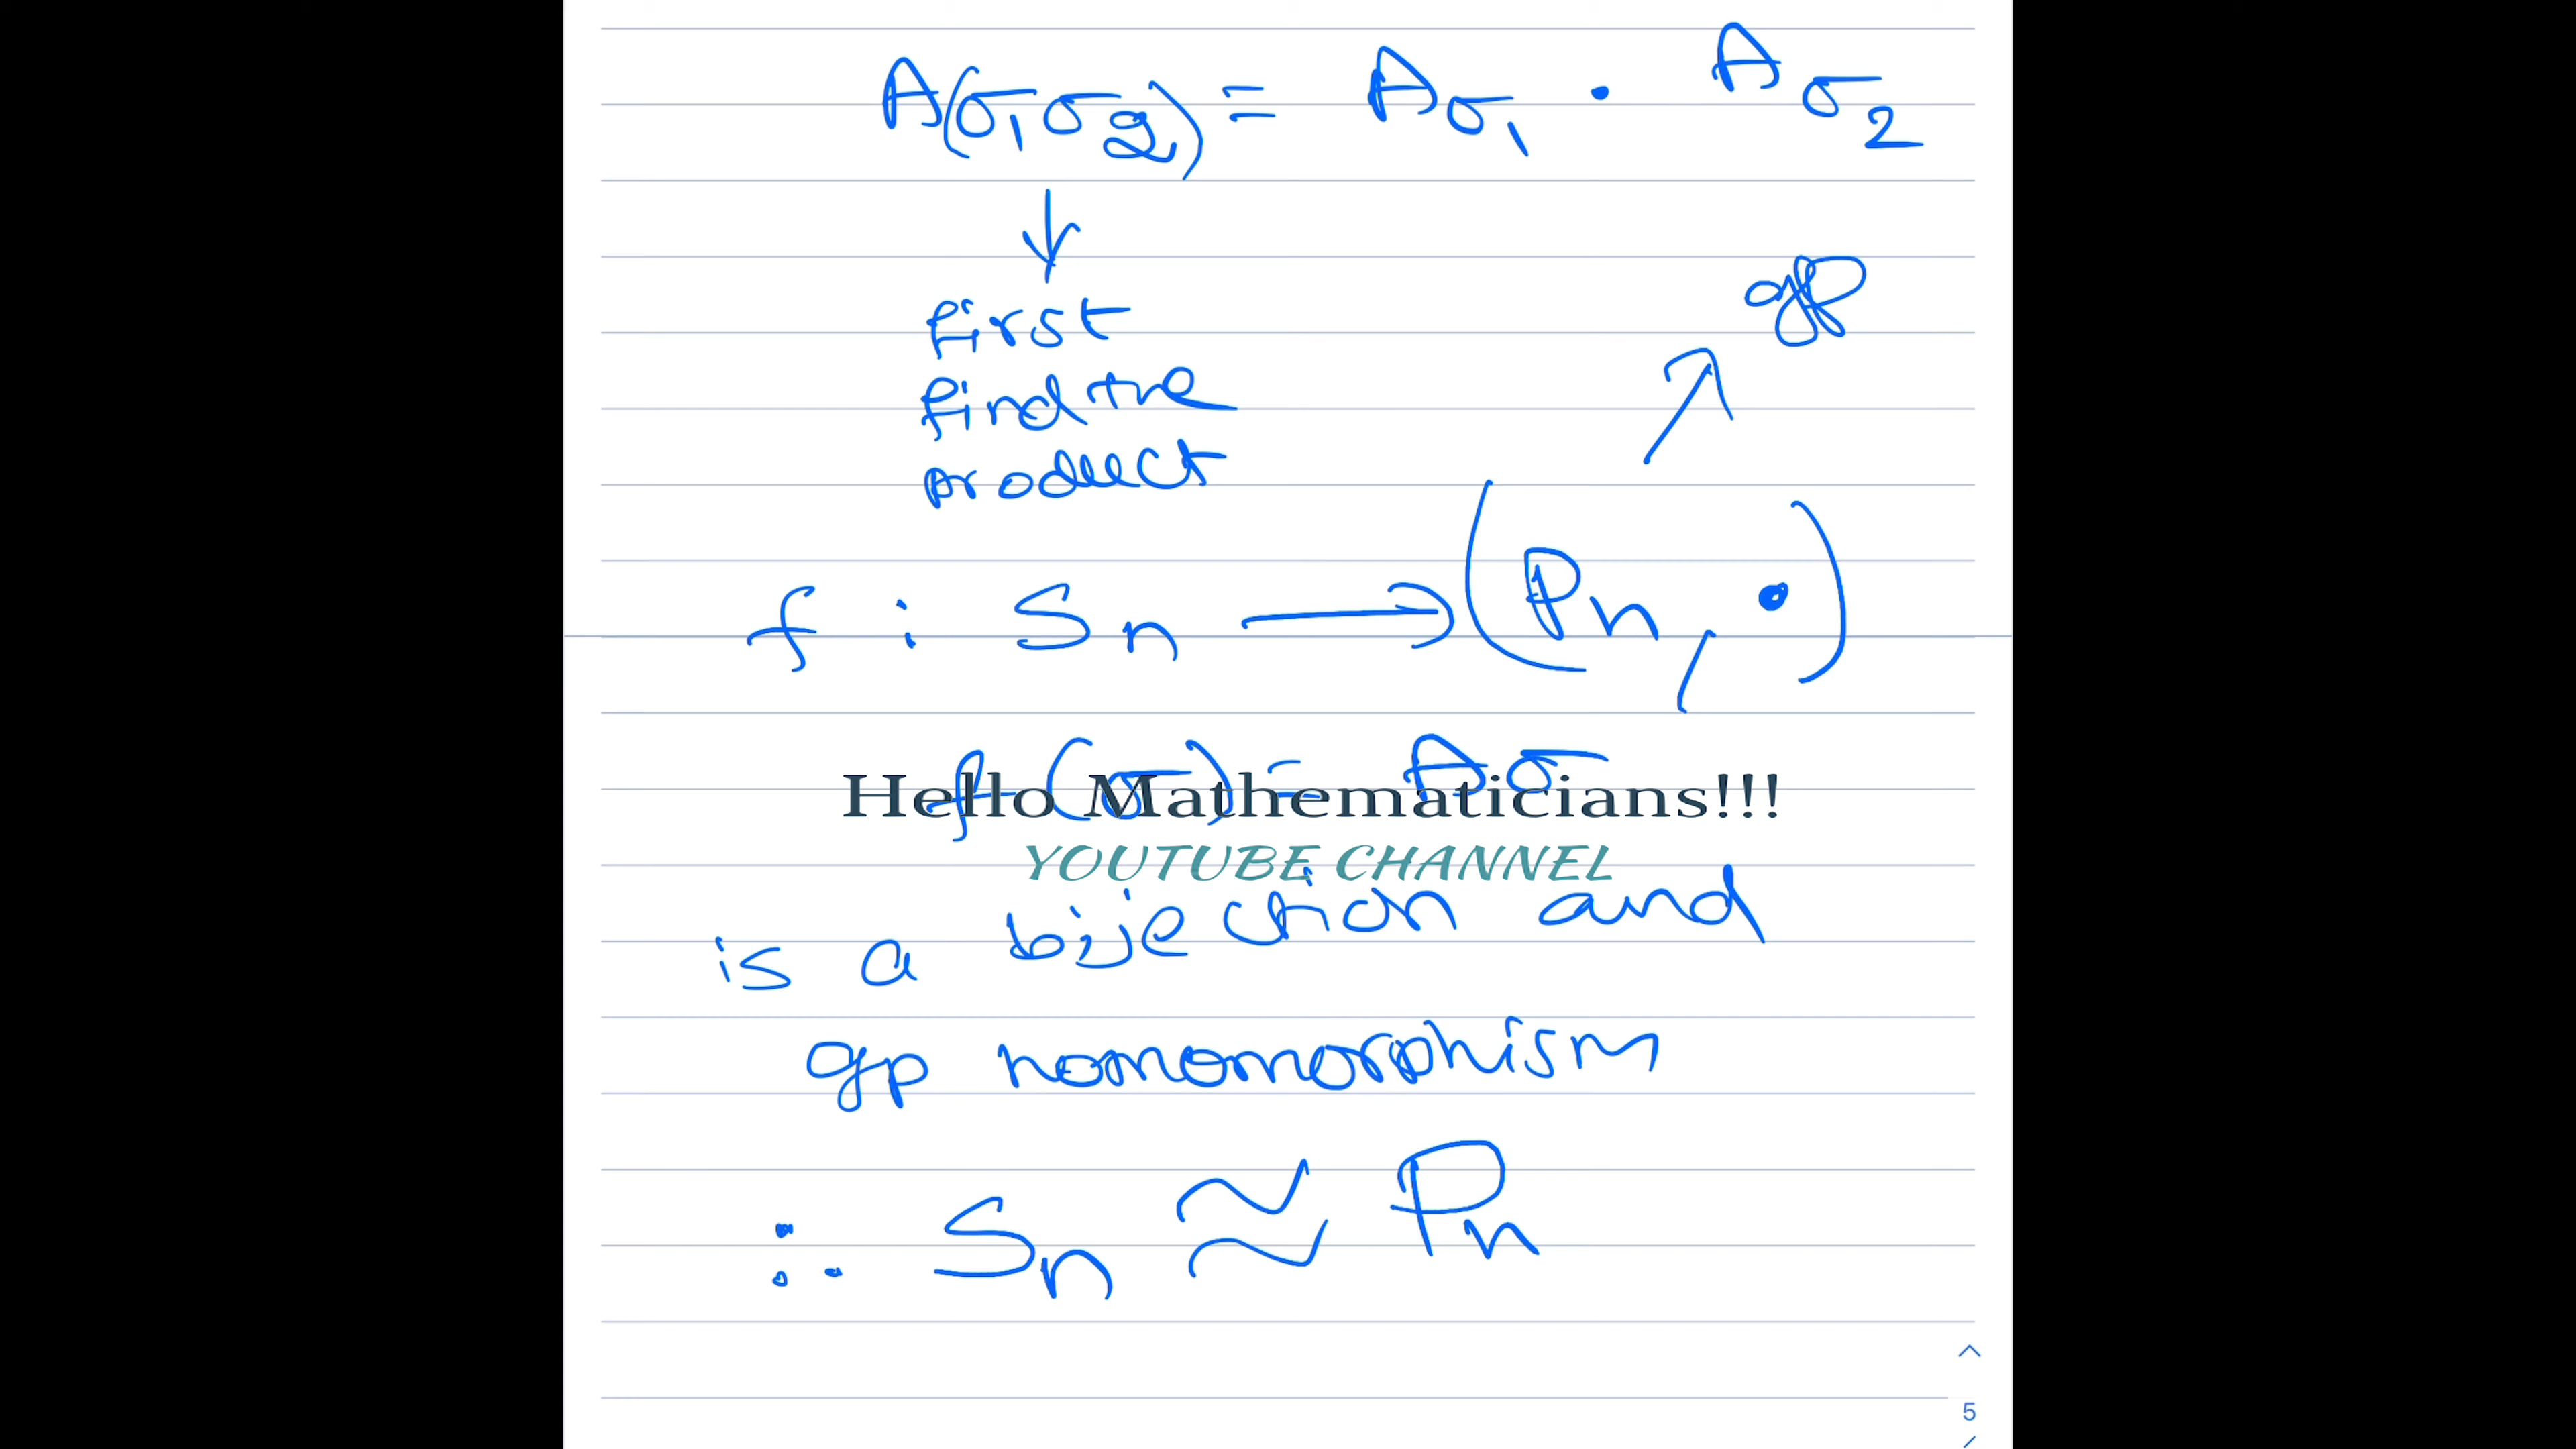 A(σ₁σ₂) = Aσ₁ · Aσ₂
↓
first
find the
product
gp
f : Sn → (Pn, ·)
f(σ) = Aσ
Hello Mathematicians!!!
YOUTUBE CHANNEL
is a bijection and
gp homomorphism
∴ Sn ≈ Pn
5